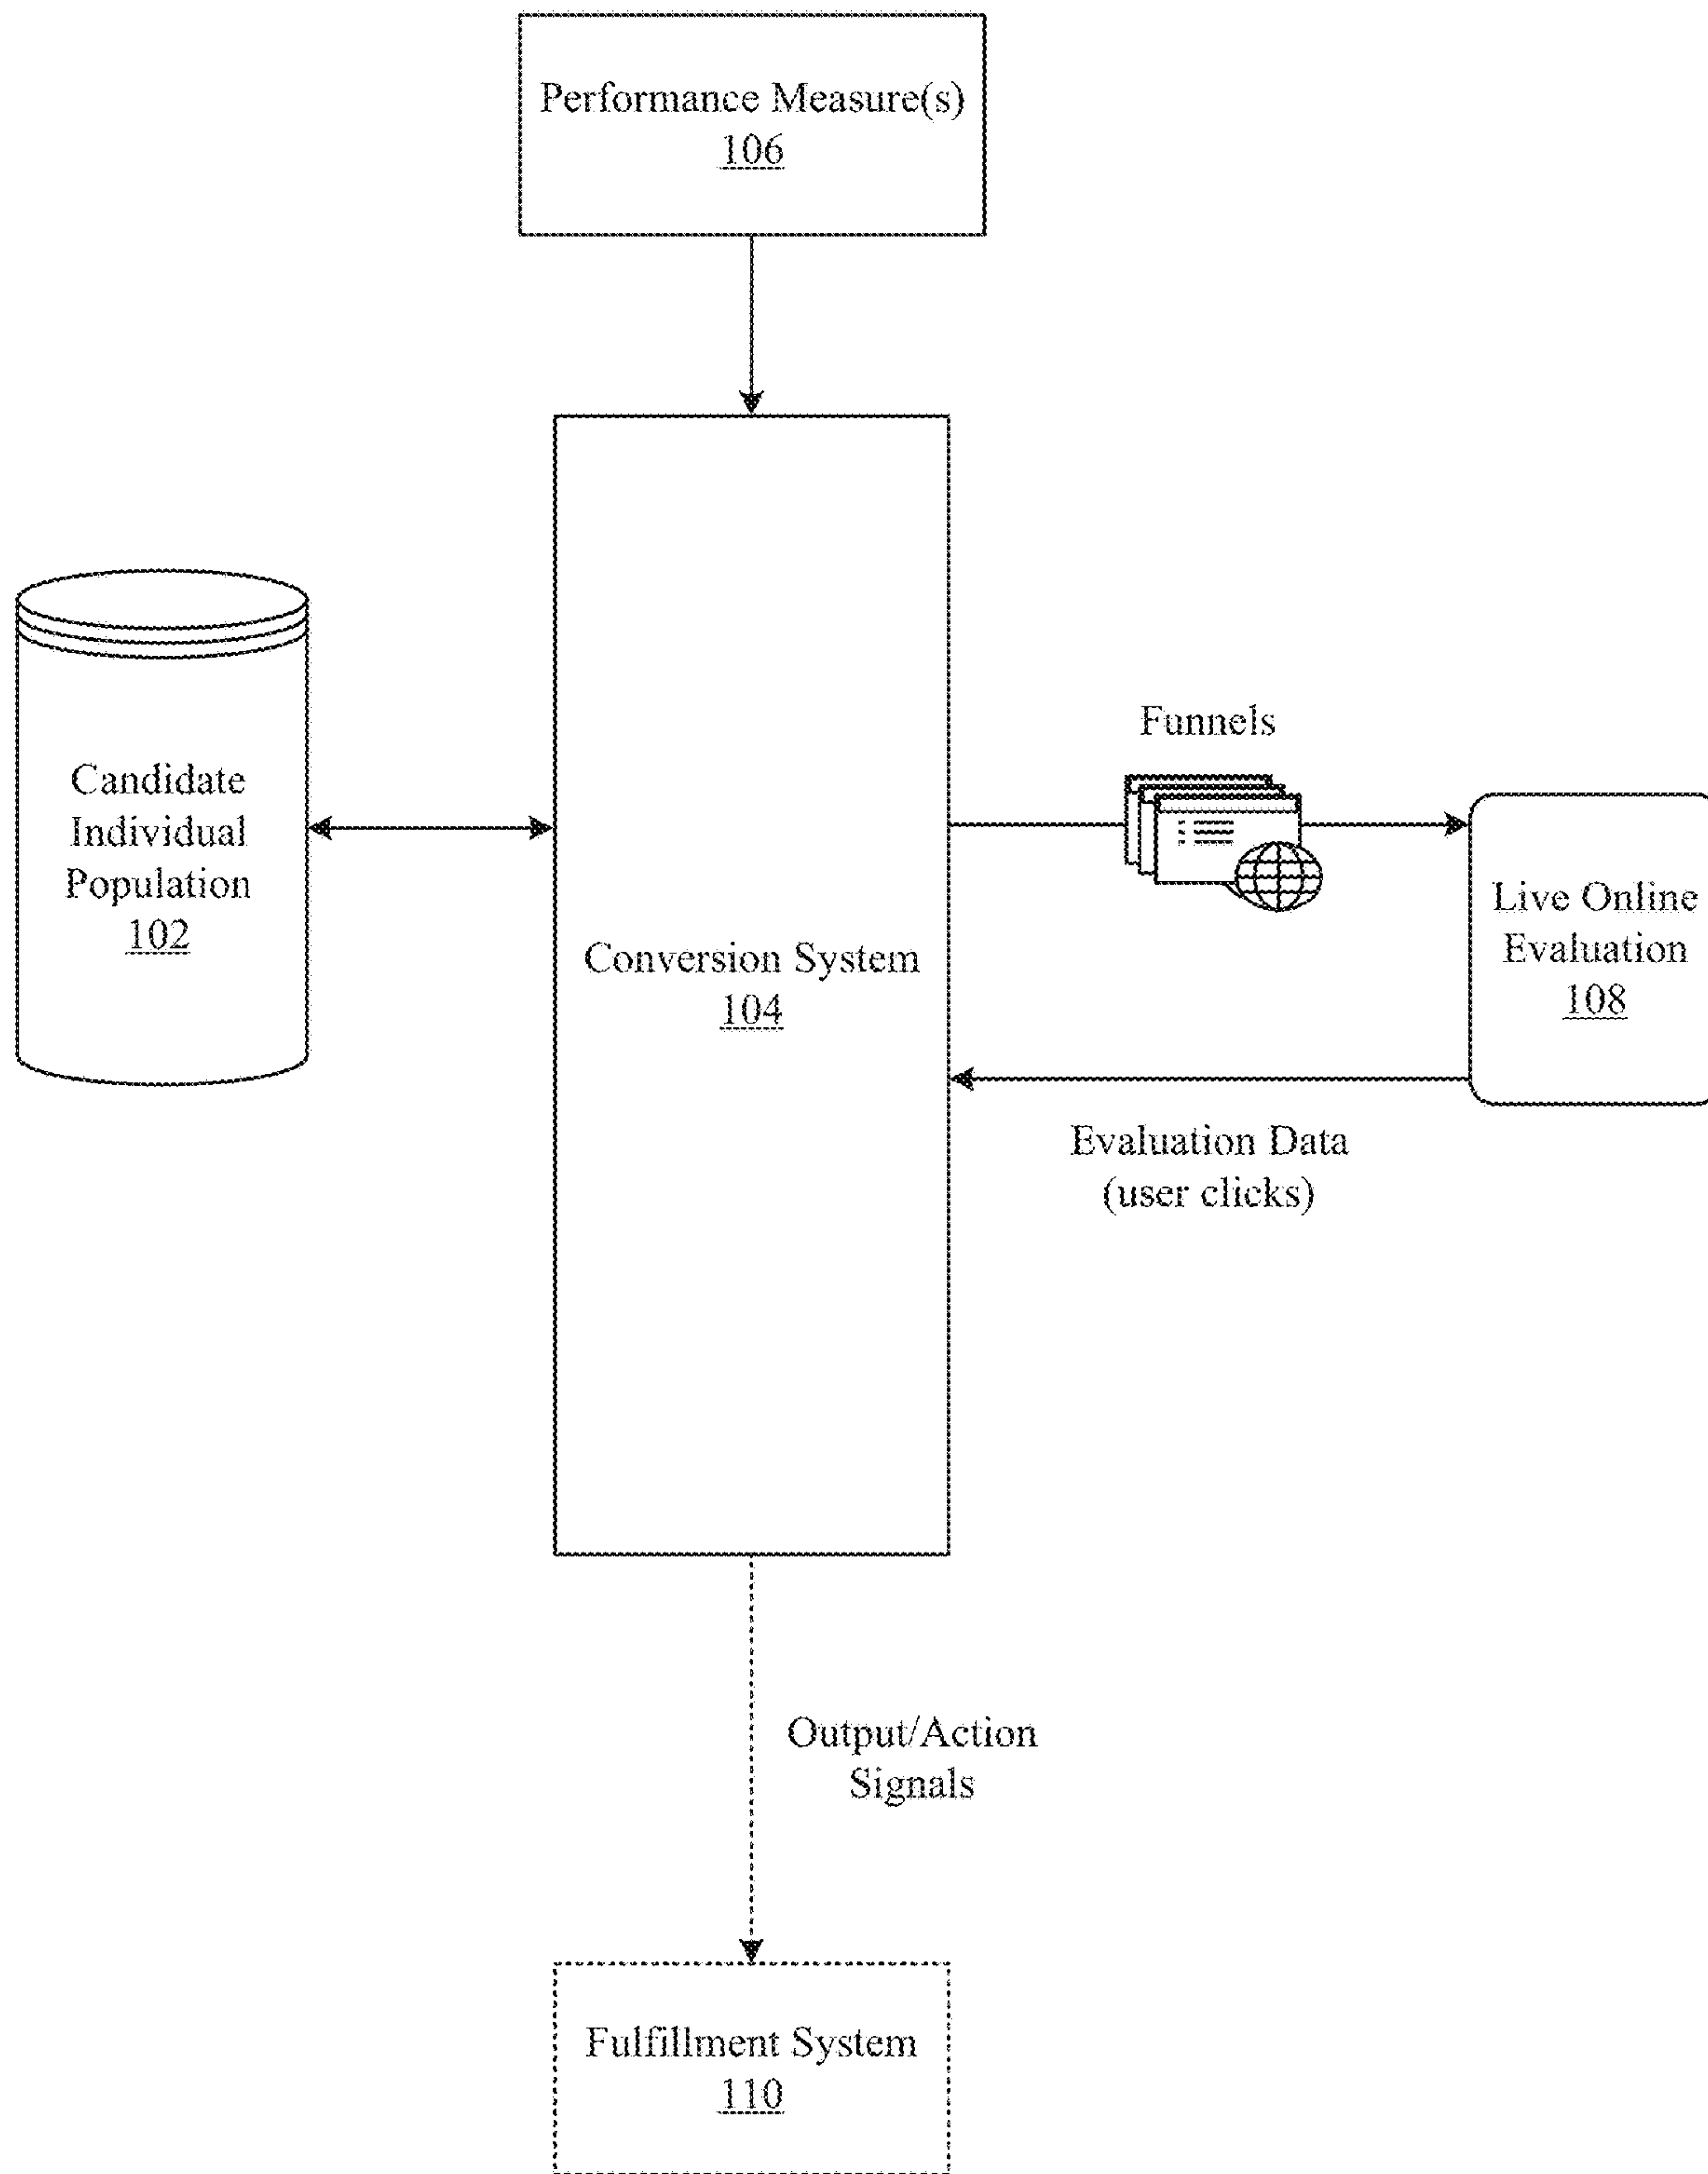 Performance Measure(s)
106
Candidate
Individual
Population
102
Conversion System
104
Funnels
Live Online
Evaluation
108
Evaluation Data
(user clicks)
Output/Action
Signals
Fulfillment System
110